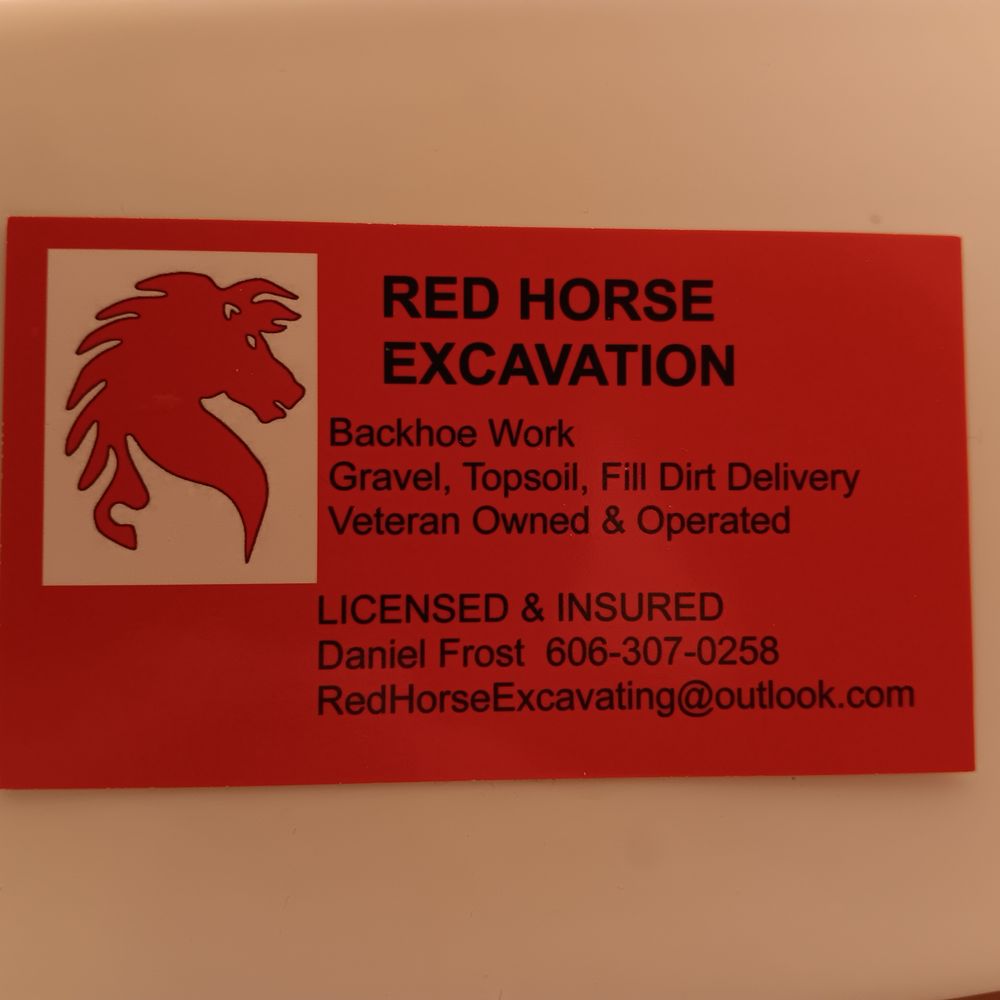 RED HORSE
EXCAVATION
Backhoe Work
Gravel, Topsoil, Fill Dirt Delivery
Veteran Owned & Operated
LICENSED & INSURED
Daniel Frost 606-307-0258
RedHorseExcavating@outlook.com